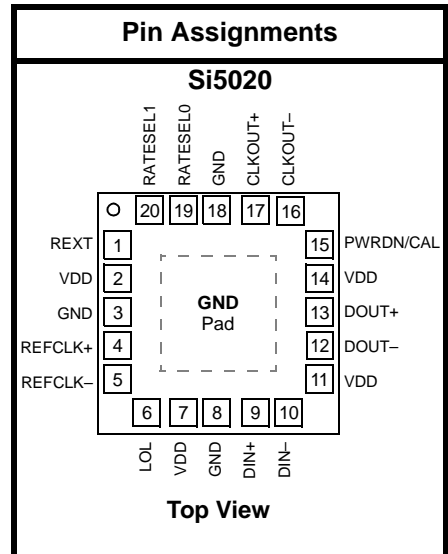 Pin Assignments
Si5020
RATESEL1
RATESEL0
GND
CLKOUT+
CLKOUT–
20 19 18 17 16
REXT 1
VDD 2
GND 3
REFCLK+ 4
REFCLK– 5
GND
Pad
15 PWRDN/CAL
14 VDD
13 DOUT+
12 DOUT–
11 VDD
6 7 8 9 10
LOL
VDD
GND
DIN+
DIN–
Top View